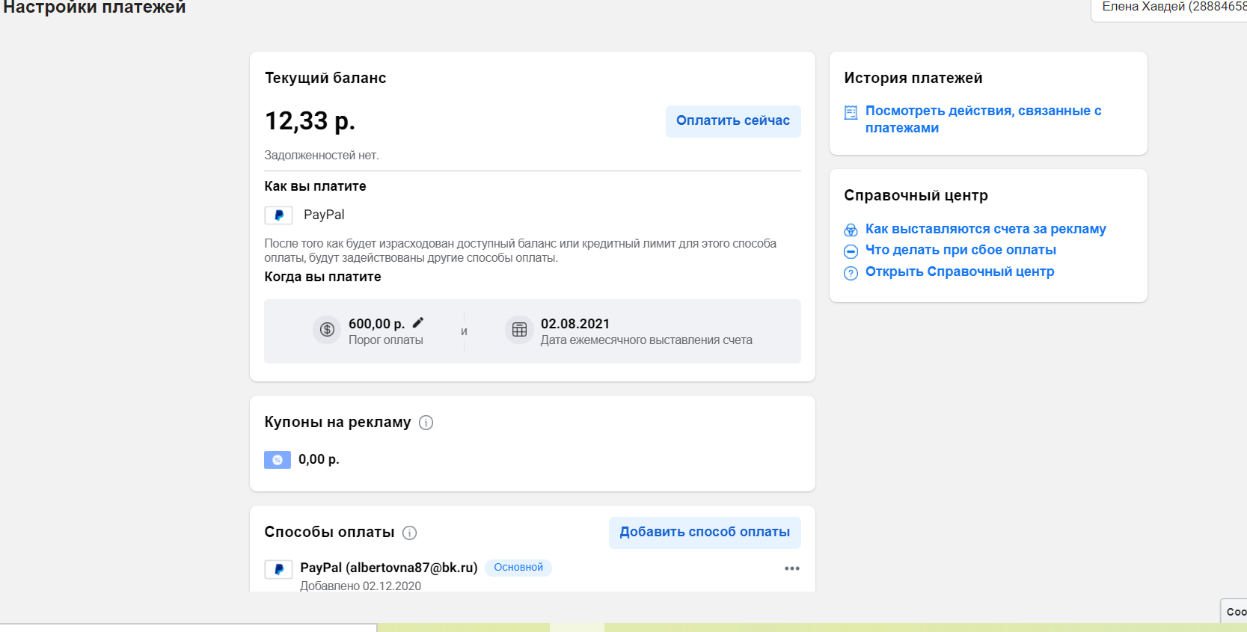 Настройки платежей
Елена Хавдей (28884658
Текущий баланс
12,33 р.
Оплатить сейчас
Задолженностей нет.
Как вы платите
PayPal
После того как будет израсходован доступный баланс или кредитный лимит для этого способа
оплаты, будут задействованы другие способы оплаты.
Когда вы платите
600,00 р.
Порог оплаты
и
02.08.2021
Дата ежемесячного выставления счета
Купоны на рекламу
0,00 р.
Способы оплаты
Добавить способ оплаты
PayPal (albertovna87@bk.ru)
Основной
Добавлено 02.12.2020
История платежей
Посмотреть действия, связанные с
платежами
Справочный центр
Как выставляются счета за рекламу
Что делать при сбое оплаты
Открыть Справочный центр
Соо